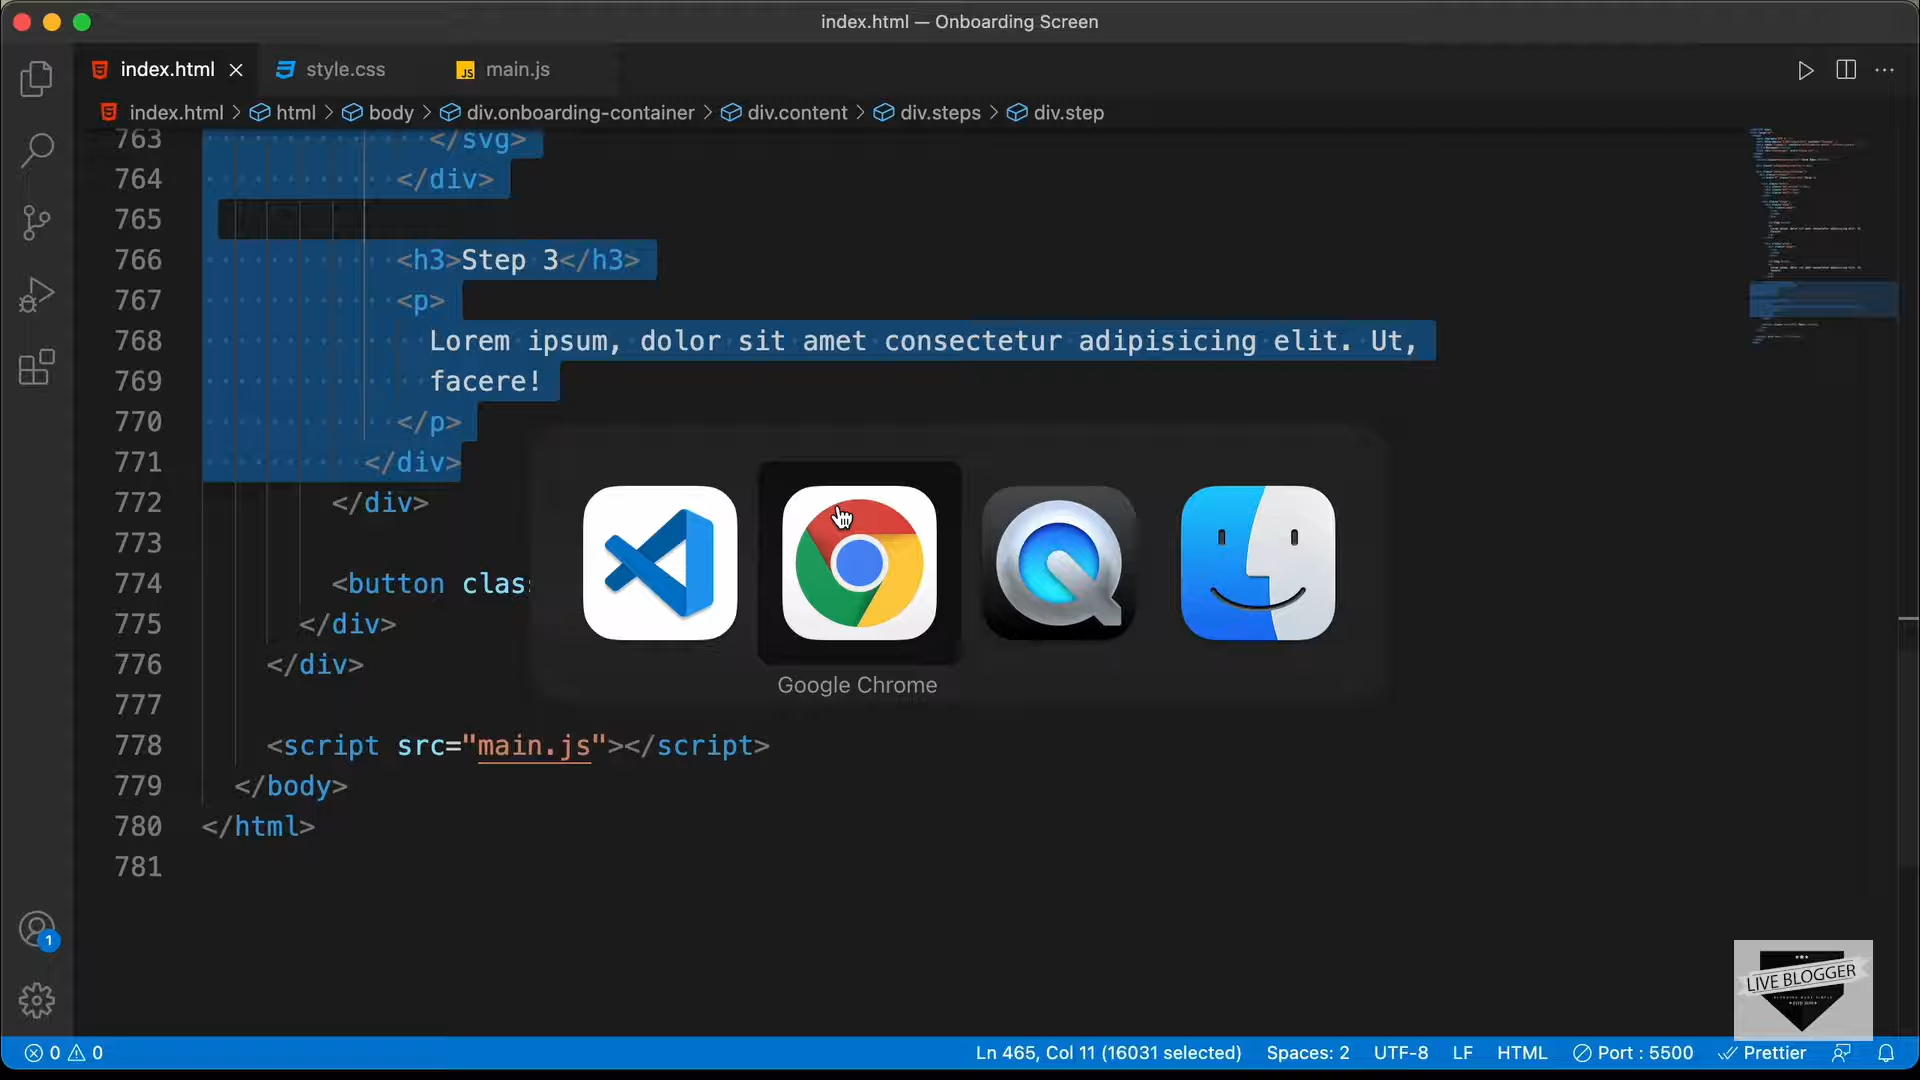 index.html — Onboarding Screen
index.html
style.css
JS main.js
index.html > html > body > div.onboarding-container > div.content > div.steps > div.step
763 </svg>
764 </div>
765
766 <h3>Step 3</h3>
767 <p>
768 Lorem ipsum, dolor sit amet consectetur adipisicing elit. Ut,
769 facere!
770 </p>
771 </div>
772 </div>
773
774 <button clas
775 </div>
776 </div>
777
778 <script src="main.js"></script>
779 </body>
780 </html>
781
Google Chrome
1
LIVE BLOGGER
0 0 Ln 465, Col 11 (16031 selected) Spaces: 2 UTF-8 LF HTML Port : 5500 Prettier